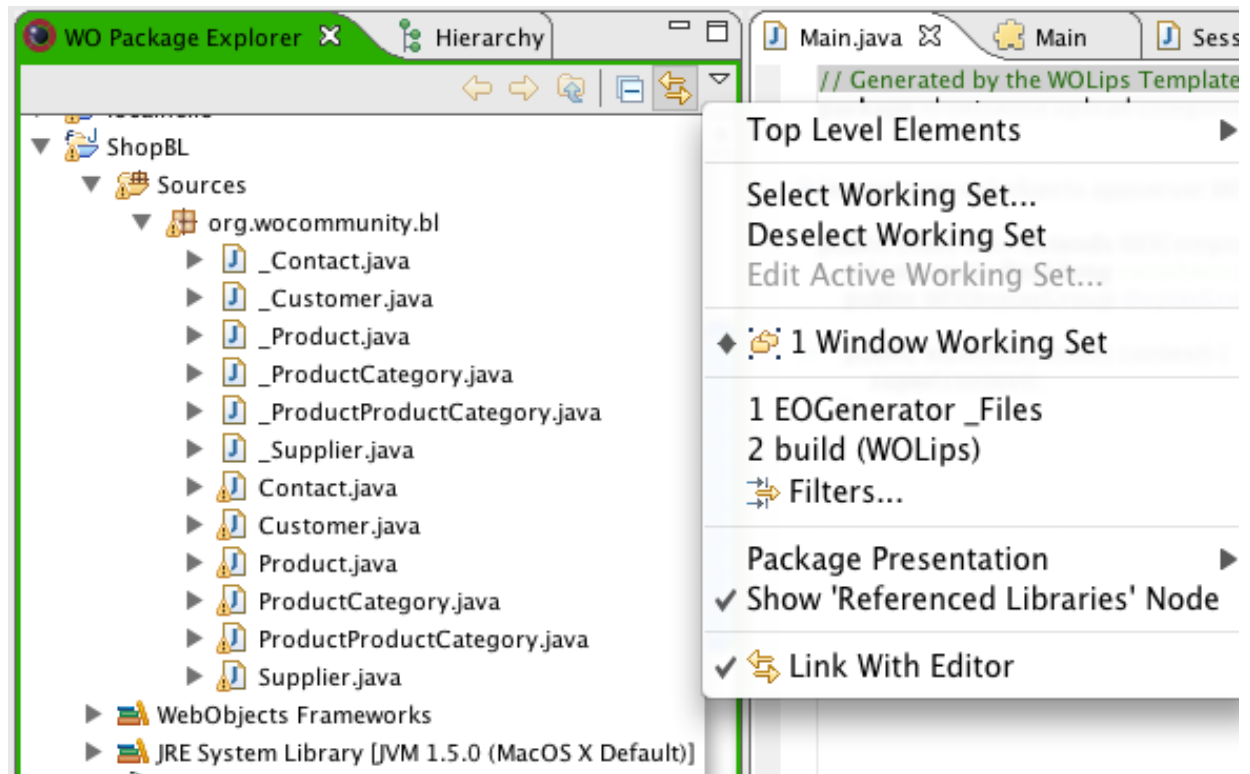 WO Package Explorer
Hierarchy
Main.java
Main
Sess
// Generated by the WOLips Template
ShopBL
Sources
org.wocommunity.bl
_Contact.java
_Customer.java
_Product.java
_ProductCategory.java
_ProductProductCategory.java
_Supplier.java
Contact.java
Customer.java
Product.java
ProductCategory.java
ProductProductCategory.java
Supplier.java
WebObjects Frameworks
JRE System Library [JVM 1.5.0 (MacOS X Default)]
Top Level Elements
Select Working Set...
Deselect Working Set
Edit Active Working Set...
1 Window Working Set
1 EOGenerator _Files
2 build (WOLips)
Filters...
Package Presentation
Show 'Referenced Libraries' Node
Link With Editor